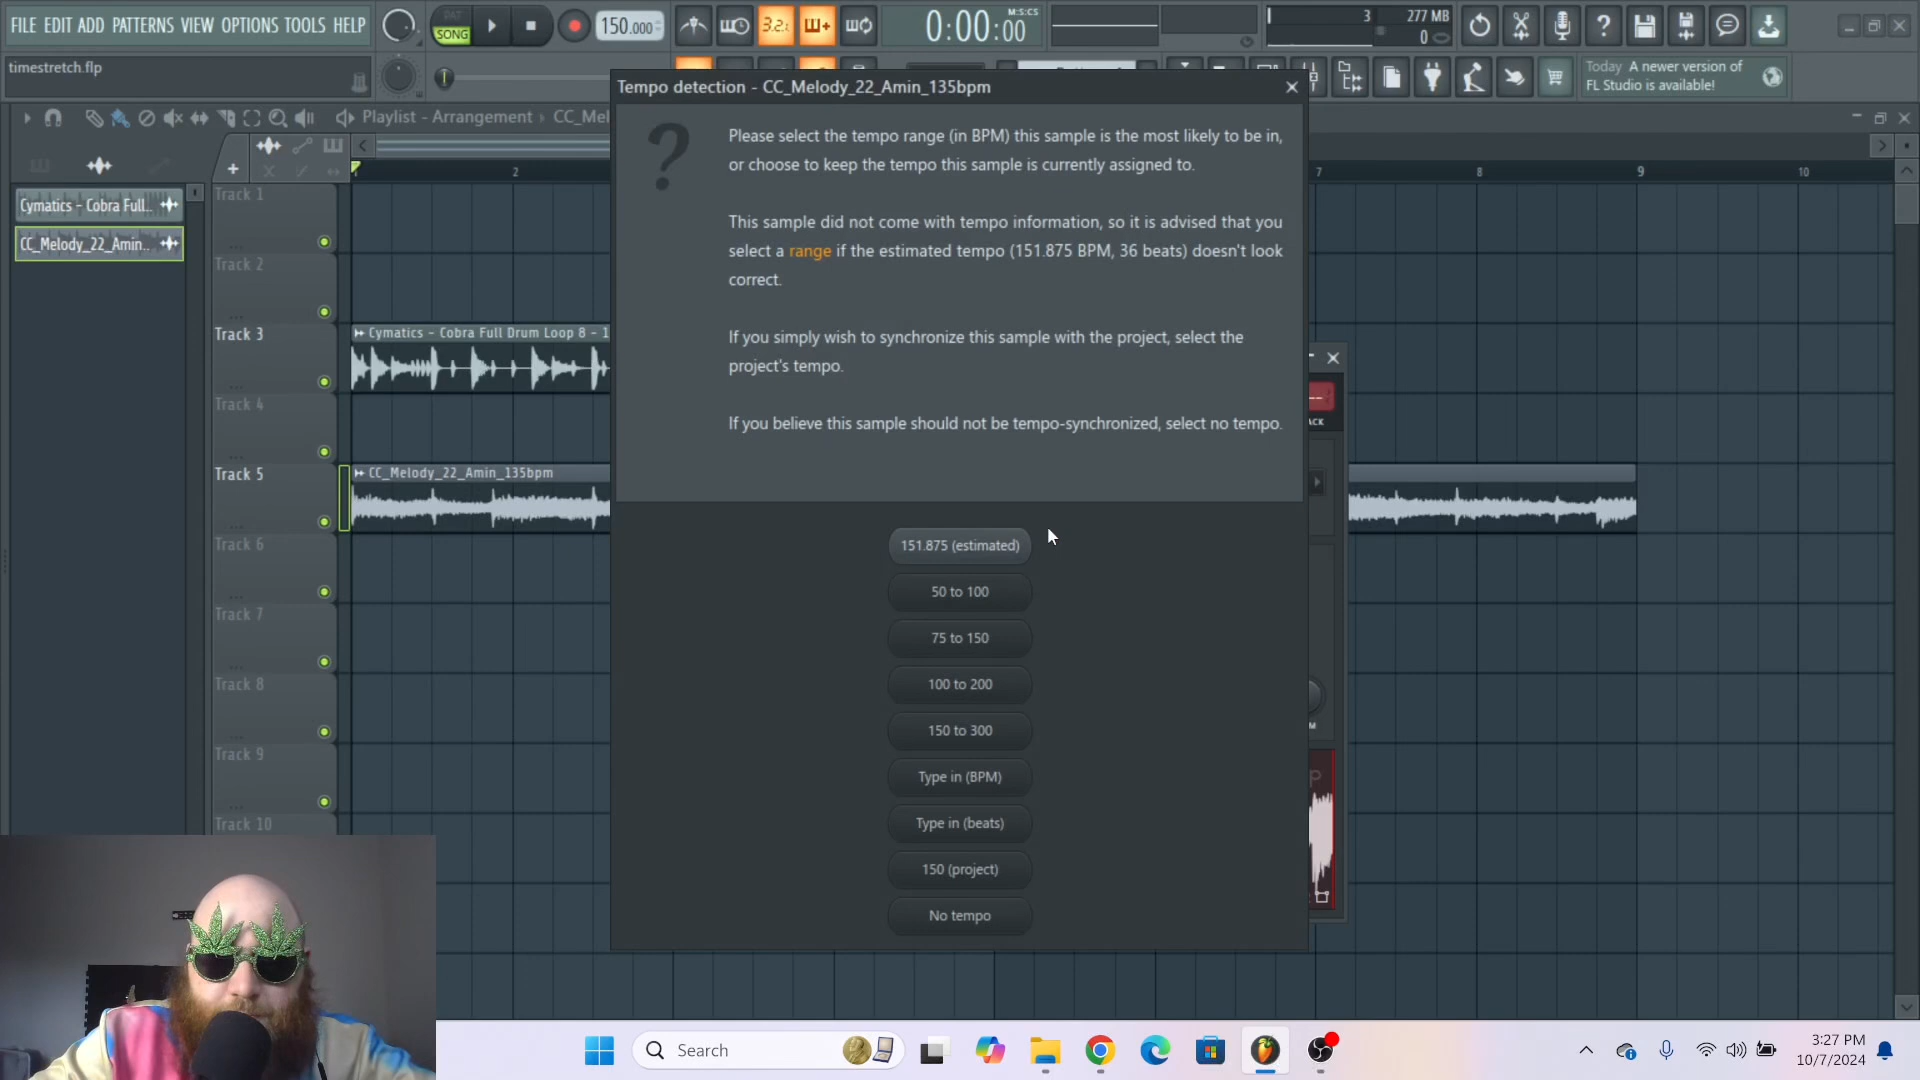 FILE EDIT ADD PATTERNS VIEW OPTIONS TOOLS HELP
PAT
SONG
150.000
3.2.
0:00:00
M:S:CS
3
277 MB
0
timestretch.flp
Today
A newer version of
FL Studio is available!
Playlist - Arrangement › CC_Mel
Tempo detection - CC_Melody_22_Amin_135bpm
Please select the tempo range (in BPM) this sample is the most likely to be in,
or choose to keep the tempo this sample is currently assigned to.
This sample did not come with tempo information, so it is advised that you
select a range if the estimated tempo (151.875 BPM, 36 beats) doesn't look
correct.
If you simply wish to synchronize this sample with the project, select the
project's tempo.
If you believe this sample should not be tempo-synchronized, select no tempo.
151.875 (estimated)
50 to 100
75 to 150
100 to 200
150 to 300
Type in (BPM)
Type in (beats)
150 (project)
No tempo
2
7
8
9
10
Cymatics - Cobra Full..
CC_Melody_22_Amin..
Track 1
Track 2
Track 3
Cymatics - Cobra Full Drum Loop 8 - 1
Track 4
Track 5
CC_Melody_22_Amin_135bpm
Track 6
Track 7
Track 8
Track 9
Track 10
ACK
Search
3:27 PM
10/7/2024